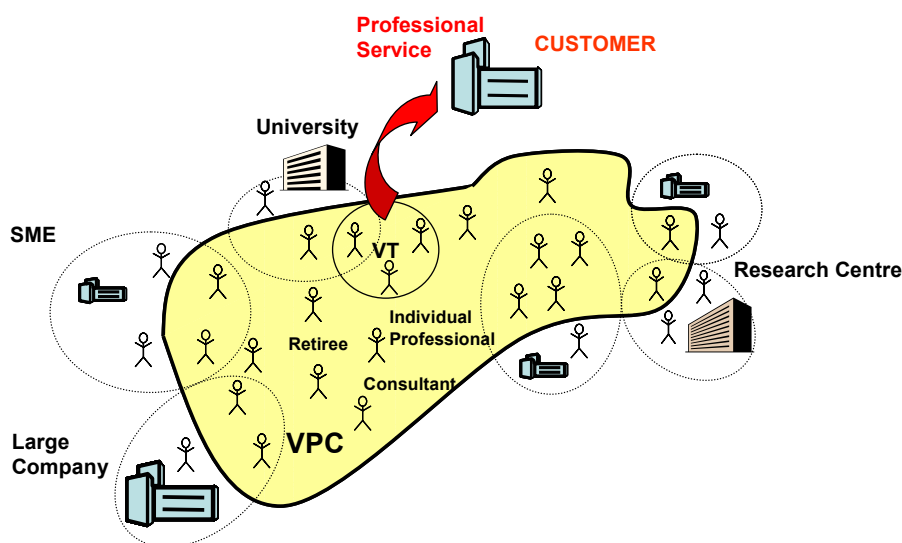 Professional
Service
CUSTOMER
University
SME
VT
Research Centre
Individual
Professional
Retiree
Consultant
VPC
Large
Company